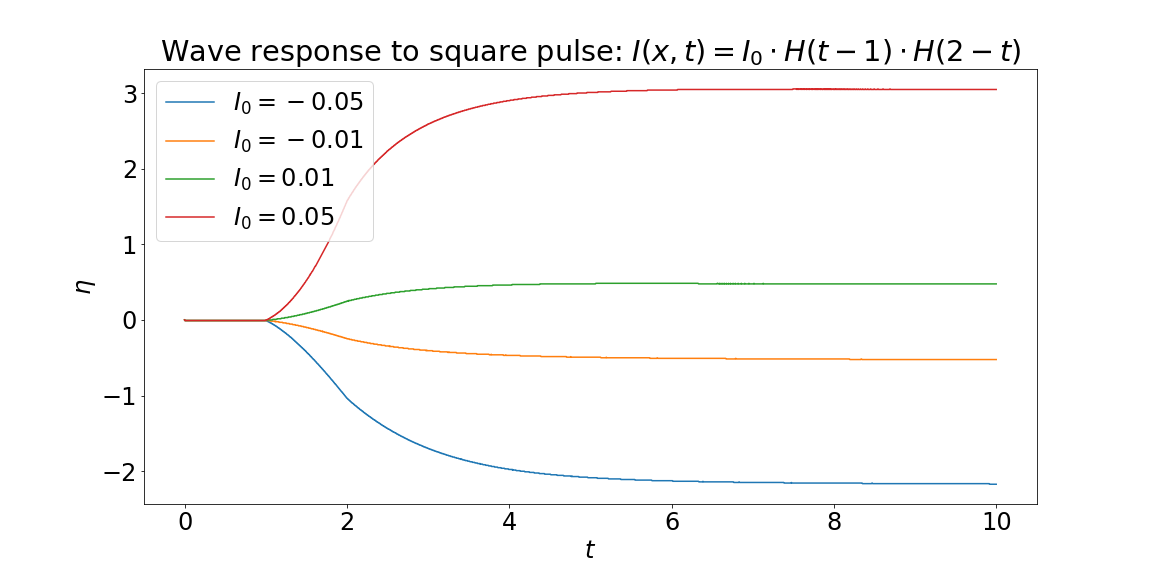 Wave response to square pulse: I(x, t) = I₀ · H(t − 1) · H(2 − t)
I₀ = −0.05
I₀ = −0.01
I₀ = 0.01
I₀ = 0.05
3
2
1
0
−1
−2
η
0 2 4 6 8 10
t